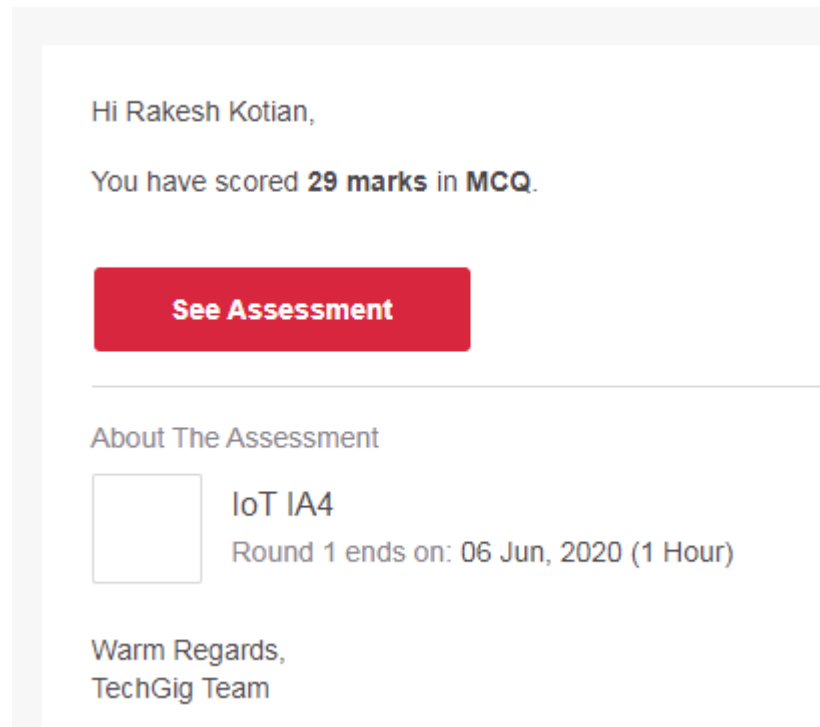 Hi Rakesh Kotian,
You have scored 29 marks in MCQ.
See Assessment
About The Assessment
IoT IA4
Round 1 ends on: 06 Jun, 2020 (1 Hour)
Warm Regards,
TechGig Team